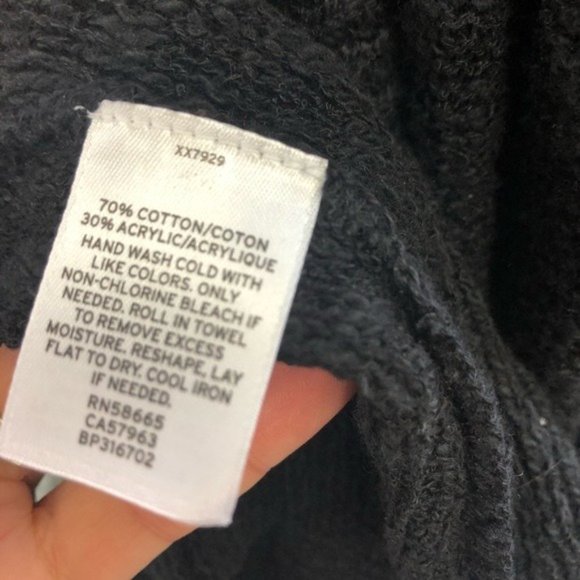 XX7929
70% COTTON/COTON
30% ACRYLIC/ACRYLIQUE
HAND WASH COLD WITH
LIKE COLORS. ONLY
NON-CHLORINE BLEACH IF
NEEDED. ROLL IN TOWEL
TO REMOVE EXCESS
MOISTURE. RESHAPE. LAY
FLAT TO DRY. COOL IRON
IF NEEDED.
RN58665
CA57963
BP316702